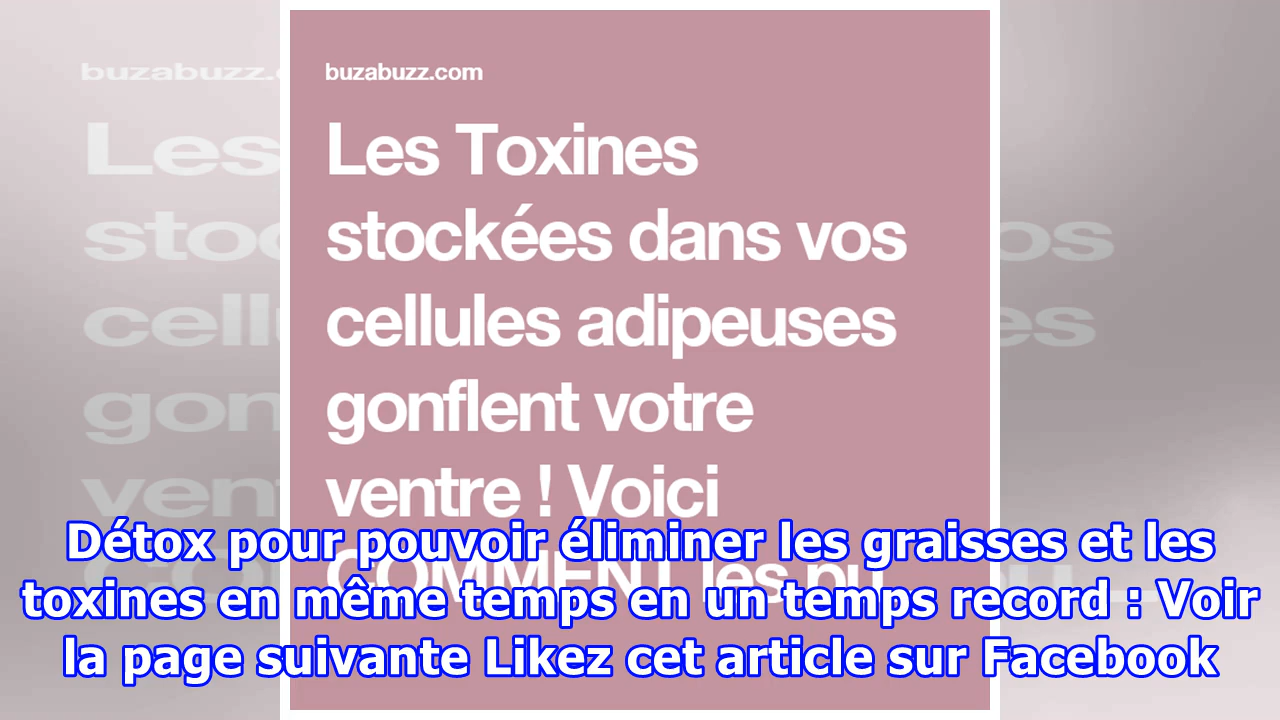 buzabuzz.com
Les Toxines
stockées dans vos
cellules adipeuses
gonflent votre
ventre ! Voici
COMMENT les
Détox pour pouvoir éliminer les graisses et les
toxines en même temps en un temps record : Voir
la page suivante Likez cet article sur Facebook